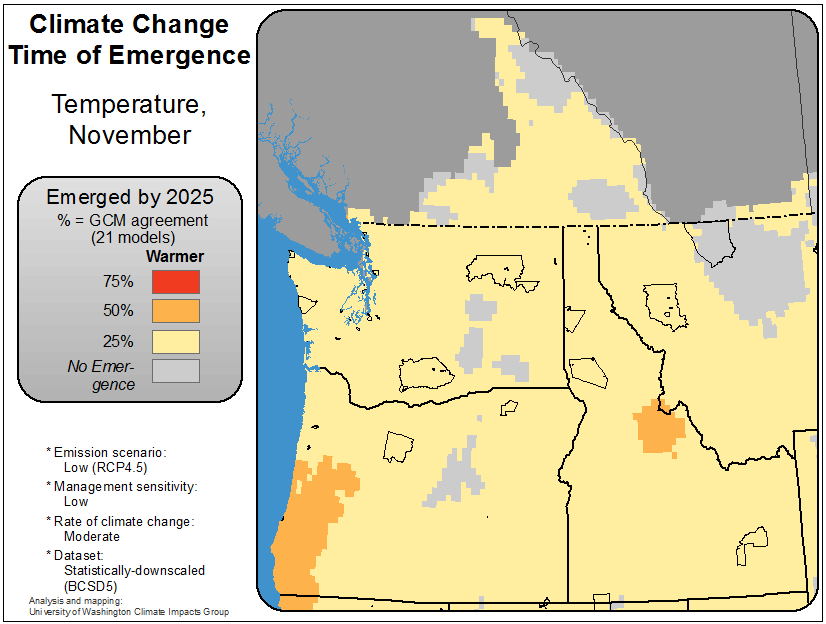 Climate Change
Time of Emergence
Temperature,
November
Emerged by 2025
% = GCM agreement
(21 models)
Warmer
75%
50%
25%
No Emer-
gence
* Emission scenario:
Low (RCP4.5)
* Management sensitivity:
Low
* Rate of climate change:
Moderate
* Dataset:
Statistically-downscaled
(BCSD5)
Analysis and mapping:
University of Washington Climate Impacts Group